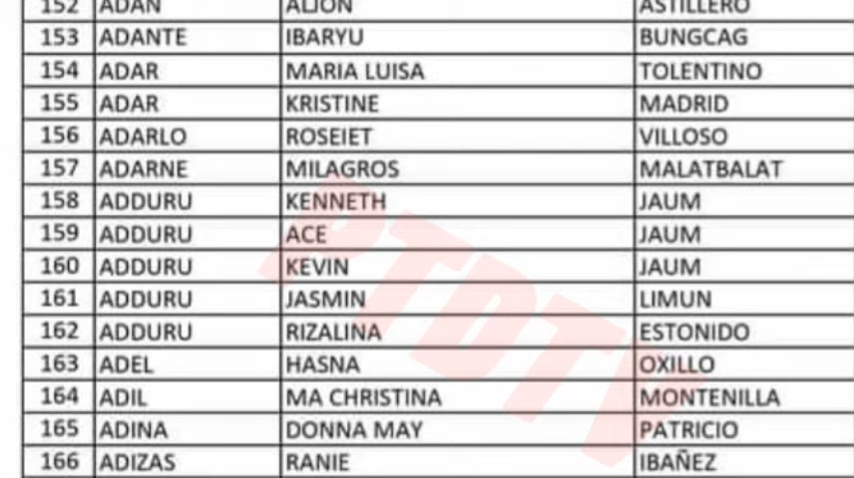 152 ADAN ALJON ASTILLERO
153 ADANTE IBARYU BUNGCAG
154 ADAR MARIA LUISA TOLENTINO
155 ADAR KRISTINE MADRID
156 ADARLO ROSEIET VILLOSO
157 ADARNE MILAGROS MALATBALAT
158 ADDURU KENNETH JAUM
159 ADDURU ACE JAUM
160 ADDURU KEVIN JAUM
161 ADDURU JASMIN LIMUN
162 ADDURU RIZALINA ESTONIDO
163 ADEL HASNA OXILLO
164 ADIL MA CHRISTINA MONTENILLA
165 ADINA DONNA MAY PATRICIO
166 ADIZAS RANIE IBAÑEZ
PTDTV